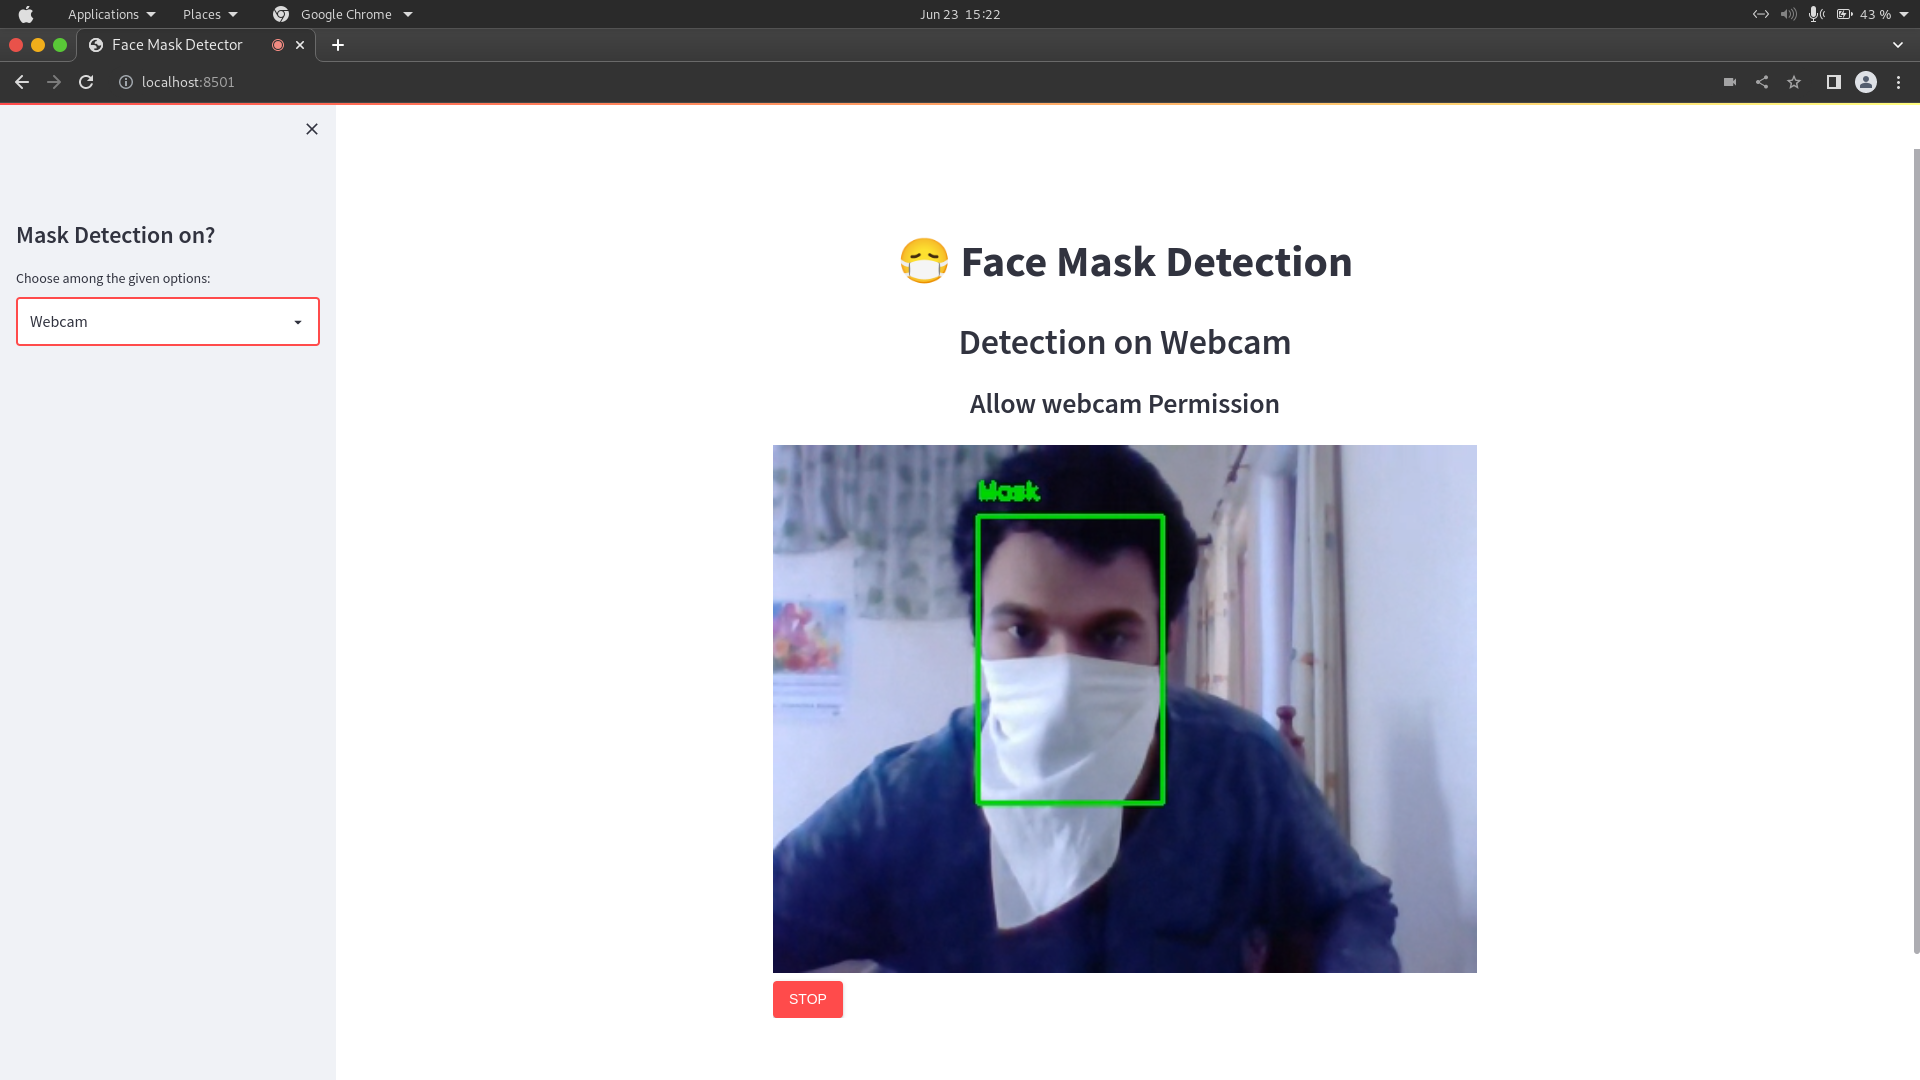 Applications Places Google Chrome Jun 23 15:22 43 %
Face Mask Detector
localhost:8501
Mask Detection on?
Choose among the given options:
Webcam
😷 Face Mask Detection
Detection on Webcam
Allow webcam Permission
Mask
STOP